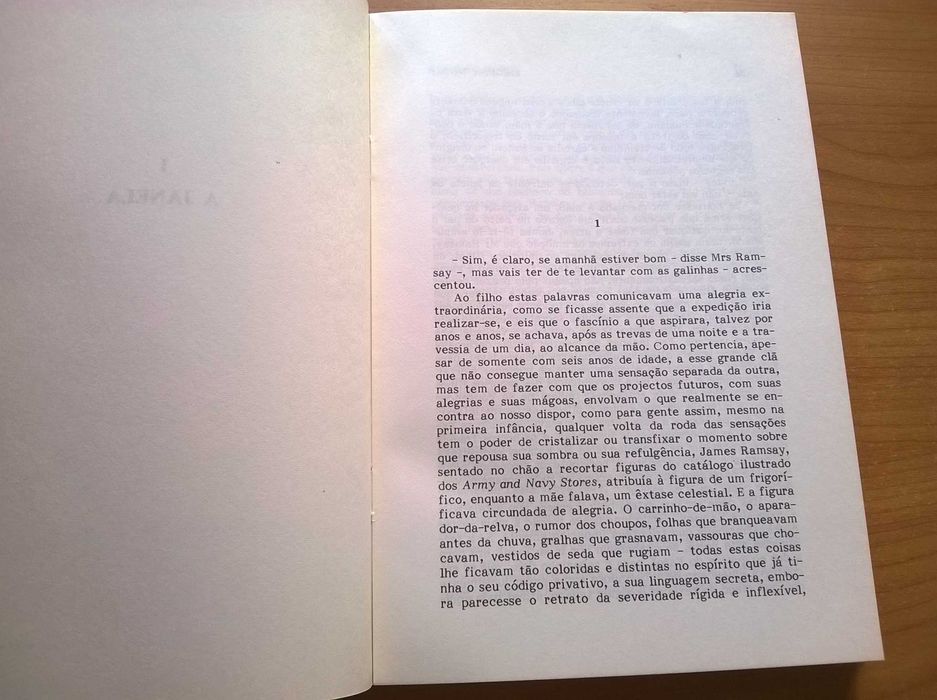 1
– Sim, é claro, se amanhã estiver bom – disse Mrs Ram-
say –, mas vais ter de te levantar com as galinhas – acres-
centou.
Ao filho estas palavras comunicavam uma alegria ex-
traordinária, como se ficasse assente que a expedição iria
realizar-se, e eis que o fascínio a que aspirara, talvez por
anos e anos, se achava, após as trevas de uma noite e a tra-
vessia de um dia, ao alcance da mão. Como pertencia, ape-
sar de somente com seis anos de idade, a esse grande clã
que não consegue manter uma sensação separada da outra,
mas tem de fazer com que os projectos futuros, com suas
alegrias e suas mágoas, envolvam o que realmente se en-
contra ao nosso dispor, como para gente assim, mesmo na
primeira infância, qualquer volta da roda das sensações
tem o poder de cristalizar ou transfixar o momento sobre
que repousa sua sombra ou sua refulgência, James Ramsay,
sentado no chão a recortar figuras do catálogo ilustrado
dos Army and Navy Stores, atribuía à figura de um frigorí-
fico, enquanto a mãe falava, um êxtase celestial. E a figura
ficava circundada de alegria. O carrinho-de-mão, o apara-
dor-da-relva, o rumor dos choupos, folhas que branqueavam
antes da chuva, gralhas que grasnavam, vassouras que cho-
cavam, vestidos de seda que rugiam – todas estas coisas
lhe ficavam tão coloridas e distintas no espírito que já ti-
nha o seu código privativo, a sua linguagem secreta, embo-
ra parecesse o retrato da severidade rígida e inflexível,